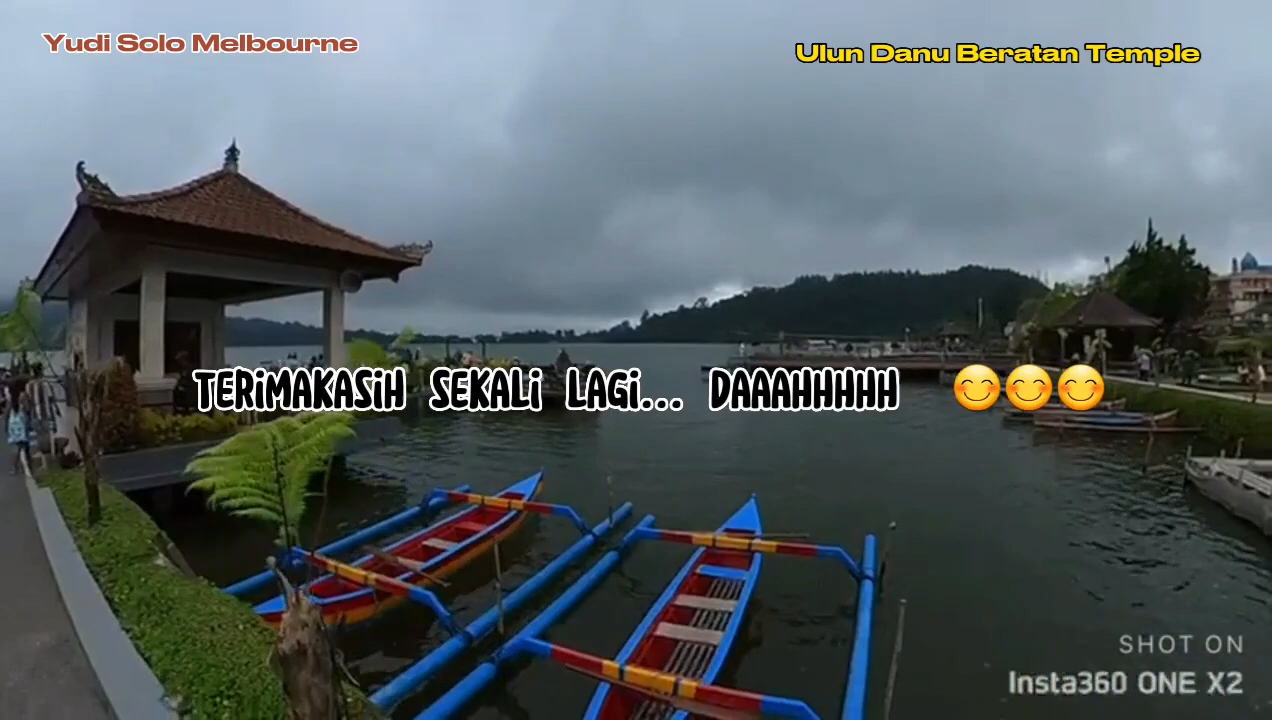 Yudi Solo Melbourne
Ulun Danu Beratan Temple
TERiMAKASiH SEKALi LAGi... DAAAHHHHH 😊😊😊
SHOT ON
Insta360 ONE X2